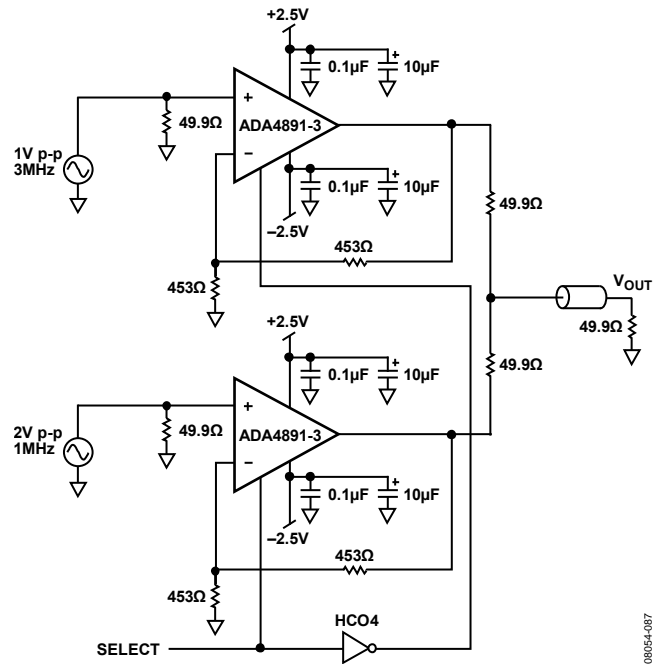 +2.5V
+
0.1µF
10µF
+
49.9Ω
ADA4891-3
1V p-p
3MHz
−
+
0.1µF
10µF
49.9Ω
−2.5V
453Ω
453Ω
VOUT
49.9Ω
+2.5V
+
0.1µF
10µF
49.9Ω
+
49.9Ω
ADA4891-3
2V p-p
1MHz
−
+
0.1µF
10µF
−2.5V
453Ω
453Ω
HCO4
SELECT
08054-087